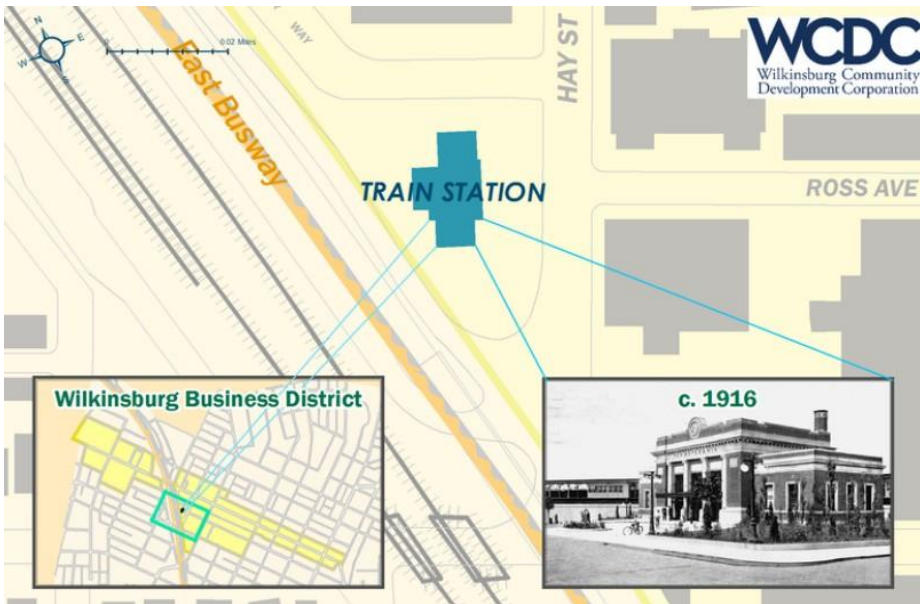 N
E
W
S
0
0.02 Miles
WAY
East Busway
HAY ST
WCDC
Wilkinsburg Community
Development Corporation
TRAIN STATION
ROSS AVE
Wilkinsburg Business District
c. 1916